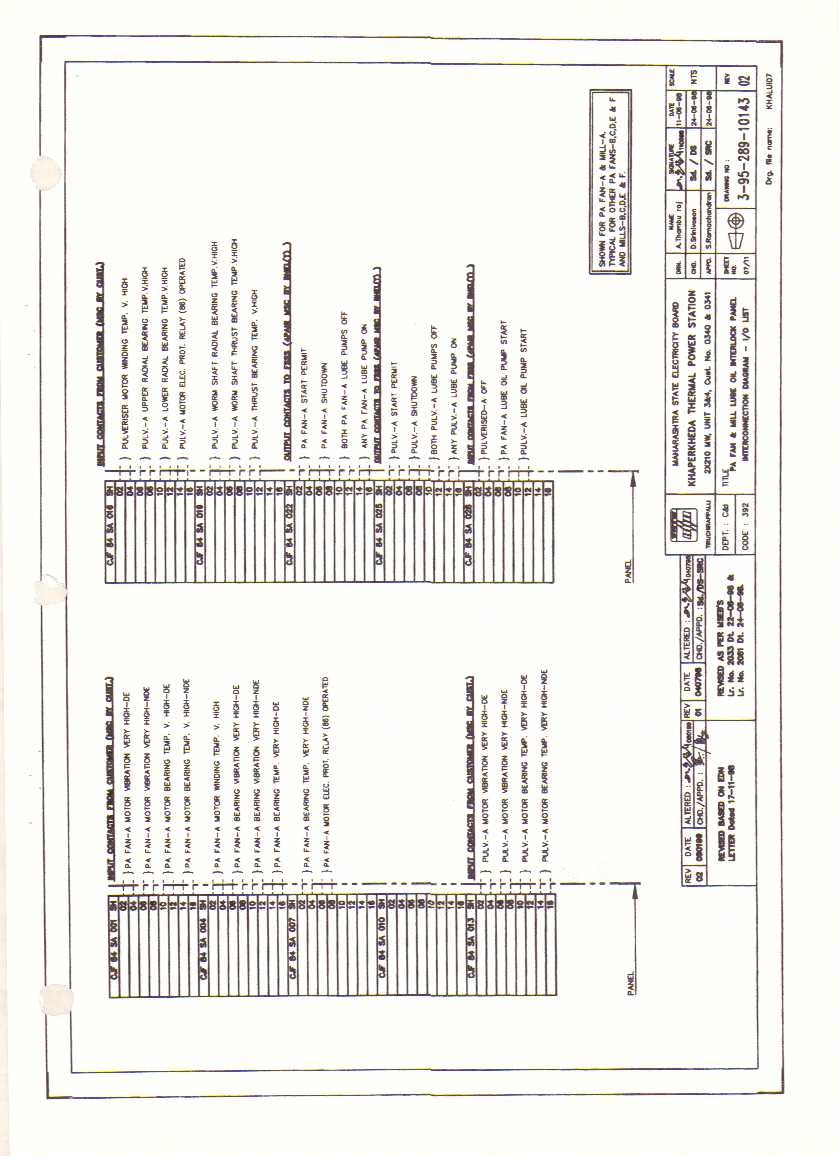 INPUT CONTACTS FROM CUSTOMER (MSC BY CUST.)
CJF 84 SA 001 SH
02
04
06
08
10
12
14
16
PA FAN-A MOTOR VIBRATION VERY HIGH-DE
PA FAN-A MOTOR VIBRATION VERY HIGH-NDE
PA FAN-A MOTOR BEARING TEMP. V. HIGH-DE
PA FAN-A MOTOR BEARING TEMP. V. HIGH-NDE
CJF 84 SA 004 SH
02
04
06
08
10
12
14
16
PA FAN-A MOTOR WINDING TEMP. V. HIGH
PA FAN-A BEARING VIBRATION VERY HIGH-DE
PA FAN-A BEARING VIBRATION VERY HIGH-NDE
PA FAN-A BEARING TEMP. VERY HIGH-DE
CJF 84 SA 007 SH
02
04
06
08
10
12
14
16
PA FAN-A BEARING TEMP. VERY HIGH-NDE
PA FAN-A MOTOR ELEC. PROT. RELAY (86) OPERATED
CJF 84 SA 010 SH
02
04
06
08
10
12
14
16
INPUT CONTACTS FROM CUSTOMER (MSC BY CUST.)
CJF 84 SA 013 SH
02
04
06
08
10
12
14
16
PULV.-A MOTOR VIBRATION VERY HIGH-DE
PULV.-A MOTOR VIBRATION VERY HIGH-NDE
PULV.-A MOTOR BEARING TEMP. VERY HIGH-DE
PULV.-A MOTOR BEARING TEMP. VERY HIGH-NDE
PANEL
INPUT CONTACTS FROM CUSTOMER (MSC BY CUST.)
CJF 84 SA 016 SH
02
04
06
08
10
12
14
16
PULVERISER MOTOR WINDING TEMP. V. HIGH
PULV.-A UPPER RADIAL BEARING TEMP.V.HIGH
PULV.-A LOWER RADIAL BEARING TEMP.V.HIGH
PULV.-A MOTOR ELEC. PROT. RELAY (86) OPERATED
CJF 84 SA 019 SH
02
04
06
08
10
12
14
16
PULV.-A WORM SHAFT RADIAL BEARING TEMP.V.HIGH
PULV.-A WORM SHAFT THRUST BEARING TEMP.V.HIGH
PULV.-A THRUST BEARING TEMP. V.HIGH
OUTPUT CONTACTS TO FSSS (4PAIR MSC BY BHEL(T) )
CJF 84 SA 022 SH
02
04
06
08
10
12
14
16
PA FAN-A START PERMIT
PA FAN-A SHUTDOWN
BOTH PA FAN-A LUBE PUMPS OFF
ANY PA FAN-A LUBE PUMP ON
OUTPUT CONTACTS TO FSSS (4PAIR MSC BY BHEL(T) )
CJF 84 SA 025 SH
02
04
06
08
10
12
14
16
PULV.-A START PERMIT
PULV.-A SHUTDOWN
BOTH PULV.-A LUBE PUMPS OFF
ANY PULV.-A LUBE PUMP ON
INPUT CONTACTS FROM FSSS (4PAIR MSC BY BHEL(T) )
CJF 84 SA 028 SH
02
04
06
08
10
12
14
16
PULVERISED-A OFF
PA FAN-A LUBE OIL PUMP START
PULV.-A LUBE OIL PUMP START
PANEL
SHOWN FOR PA FAN-A & MILL-A.
TYPICAL FOR OTHER PA FANS-B,C,D,E & F
AND MILLS-B,C,D,E & F.
REV DATE ALTERED :
02 090199 CHD./APPD. :
REVISED BASED ON EDN
LETTER Dated 17-11-98
REV DATE ALTERED : 040798
01 040798 CHD./APPD. :Sd./DS-SRC
REVISED AS PER MSEB'S
Lr. No. 2033 Dt. 22-06-98 &
Lr. No. 2061 Dt. 24-06-98.
TIRUCHIRAPPALLI
DEPT. : C&I
CODE : 392
MAHARASHTRA STATE ELECTRICITY BOARD
KHAPERKHEDA THERMAL POWER STATION
2X210 MW, UNIT 3&4, Cust. No. 0340 & 0341
TITLE
PA FAN & MILL LUBE OIL INTERLOCK PANEL
INTERCONNECTION DIAGRAM - I/O LIST
NAME SIGNATURE DATE SCALE
DRN. A.Thambu raj 11-06-98
CHD. D.Srinivasan Sd. / DS 24-06-98 NTS
APPD. S.Ramachandran Sd. / SRC 24-06-98
SHEET NO. 07/11
DRAWING NO :
3-95-289-10143
REV
02
Drg. file name: KHALUID7